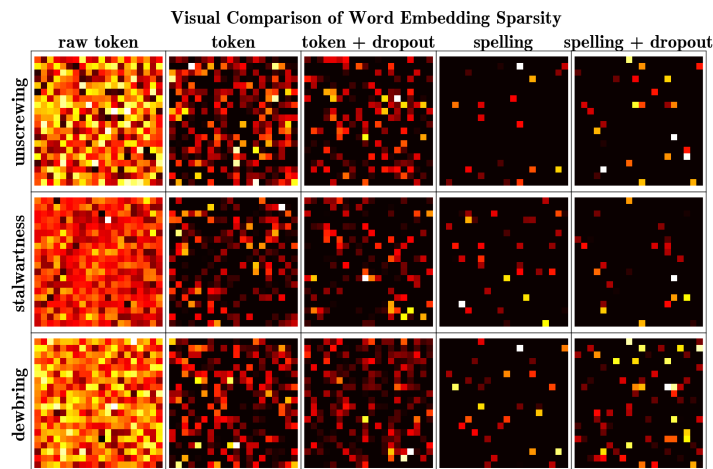 Visual Comparison of Word Embedding Sparsity
raw token token token + dropout spelling spelling + dropout
unscrewing
stalwartness
dewbring